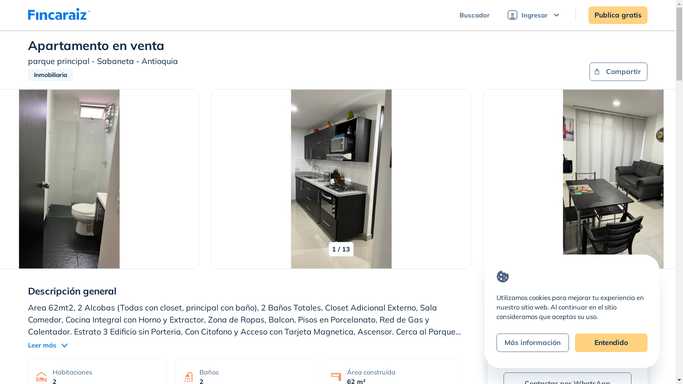 Fincaraiz
Buscador
Ingresar
Publica gratis
Apartamento en venta
parque principal - Sabaneta - Antioquia
Inmobiliaria
Compartir
1 / 13
Descripción general
Area 62mt2, 2 Alcobas (Todas con closet, principal con baño), 2 Baños Totales, Closet Adicional Externo, Sala
Comedor, Cocina Integral con Horno y Extractor, Zona de Ropas, Balcon, Pisos en Porcelanato, Red de Gas y
Calentador. Estrato 3 Edificio sin Porteria, Con Citofono y Acceso con Tarjeta Magnetica, Ascensor. Cerca al Parque...
Leer más
Habitaciones
2
Baños
2
Área construida
62 m²
Utilizamos cookies para mejorar tu experiencia en
nuestro sitio web. Al continuar en el sitio
consideramos que aceptas su uso.
Más información
Entendido
Contactar por WhatsApp